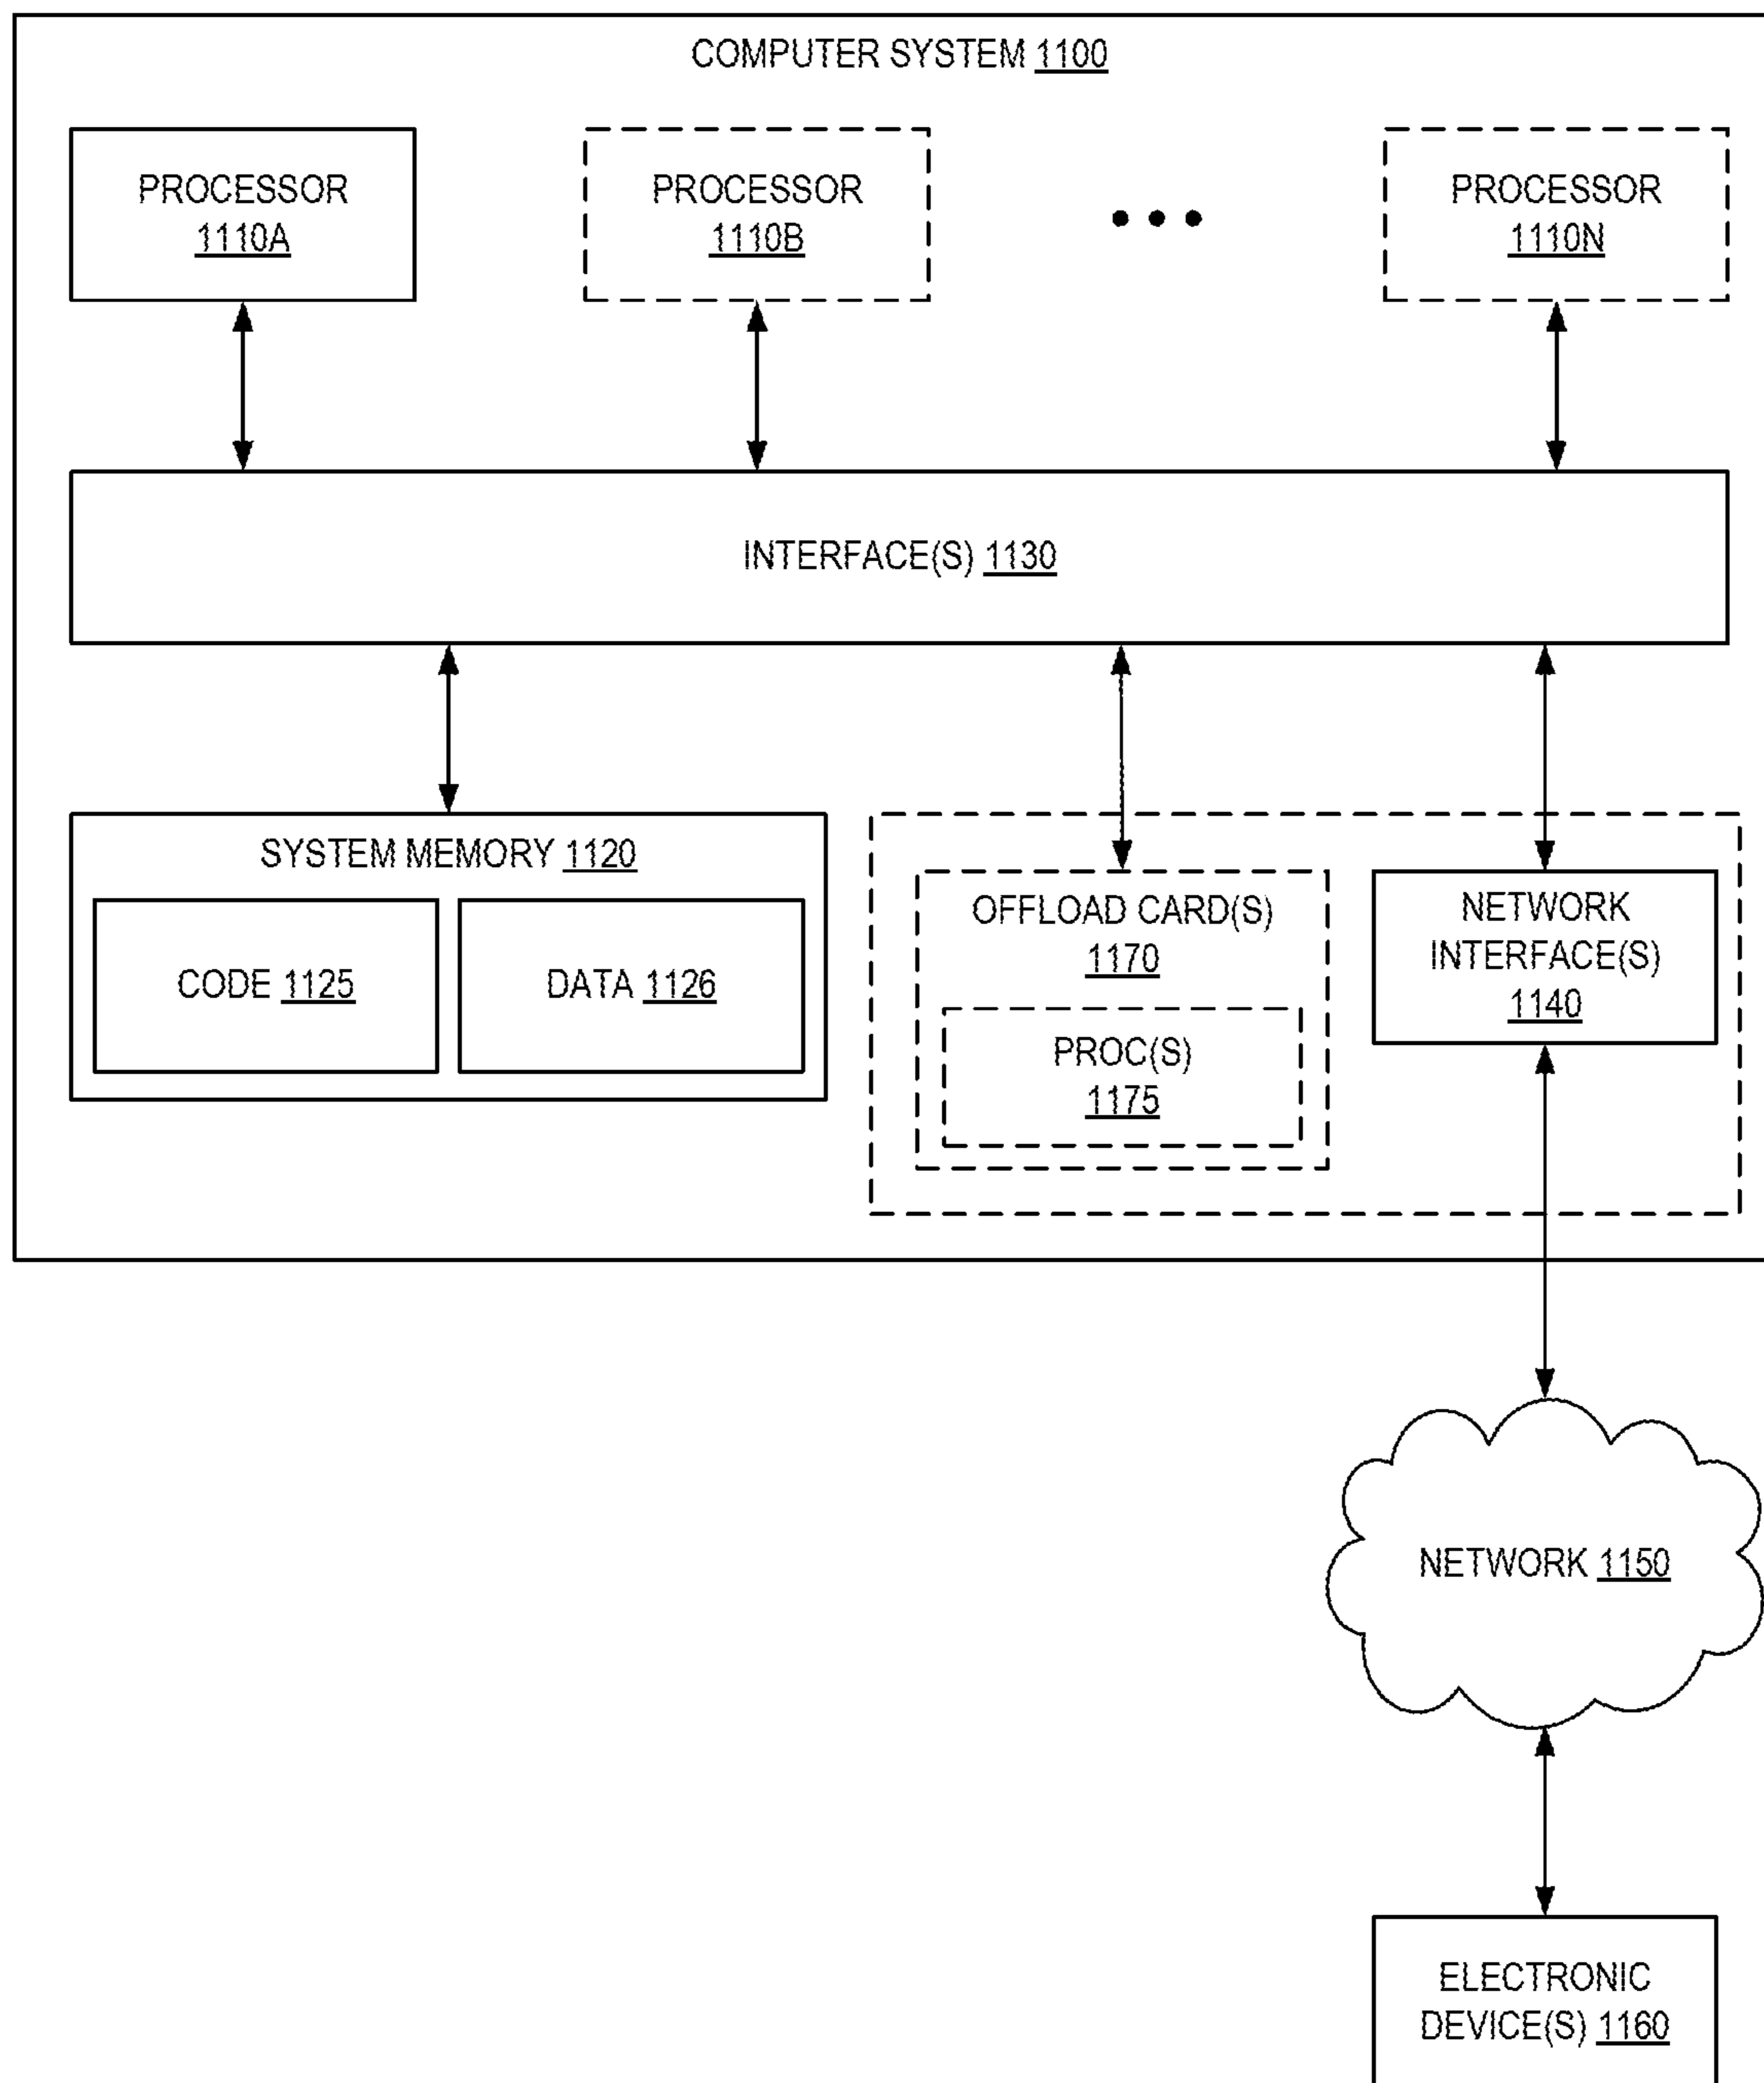 COMPUTER SYSTEM 1100
PROCESSOR
1110A
PROCESSOR
1110B
PROCESSOR
1110N
INTERFACE(S) 1130
SYSTEM MEMORY 1120
CODE 1125
DATA 1126
OFFLOAD CARD(S)
1170
PROC(S)
1175
NETWORK
INTERFACE(S)
1140
NETWORK 1150
ELECTRONIC
DEVICE(S) 1160